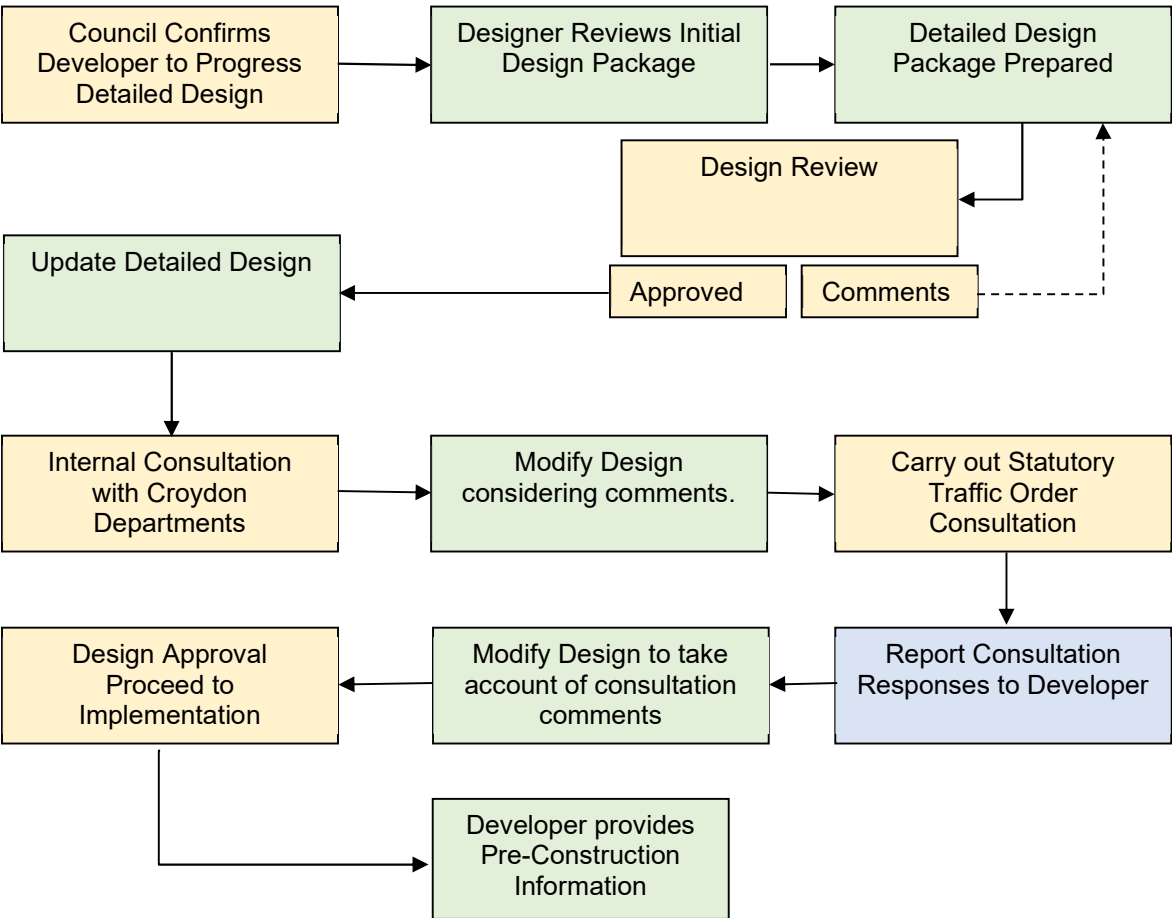 Council Confirms
Developer to Progress
Detailed Design
Designer Reviews Initial
Design Package
Detailed Design
Package Prepared
Design Review
Approved
Comments
Update Detailed Design
Internal Consultation
with Croydon
Departments
Modify Design
considering comments.
Carry out Statutory
Traffic Order
Consultation
Report Consultation
Responses to Developer
Modify Design to take
account of consultation
comments
Design Approval
Proceed to
Implementation
Developer provides
Pre-Construction
Information